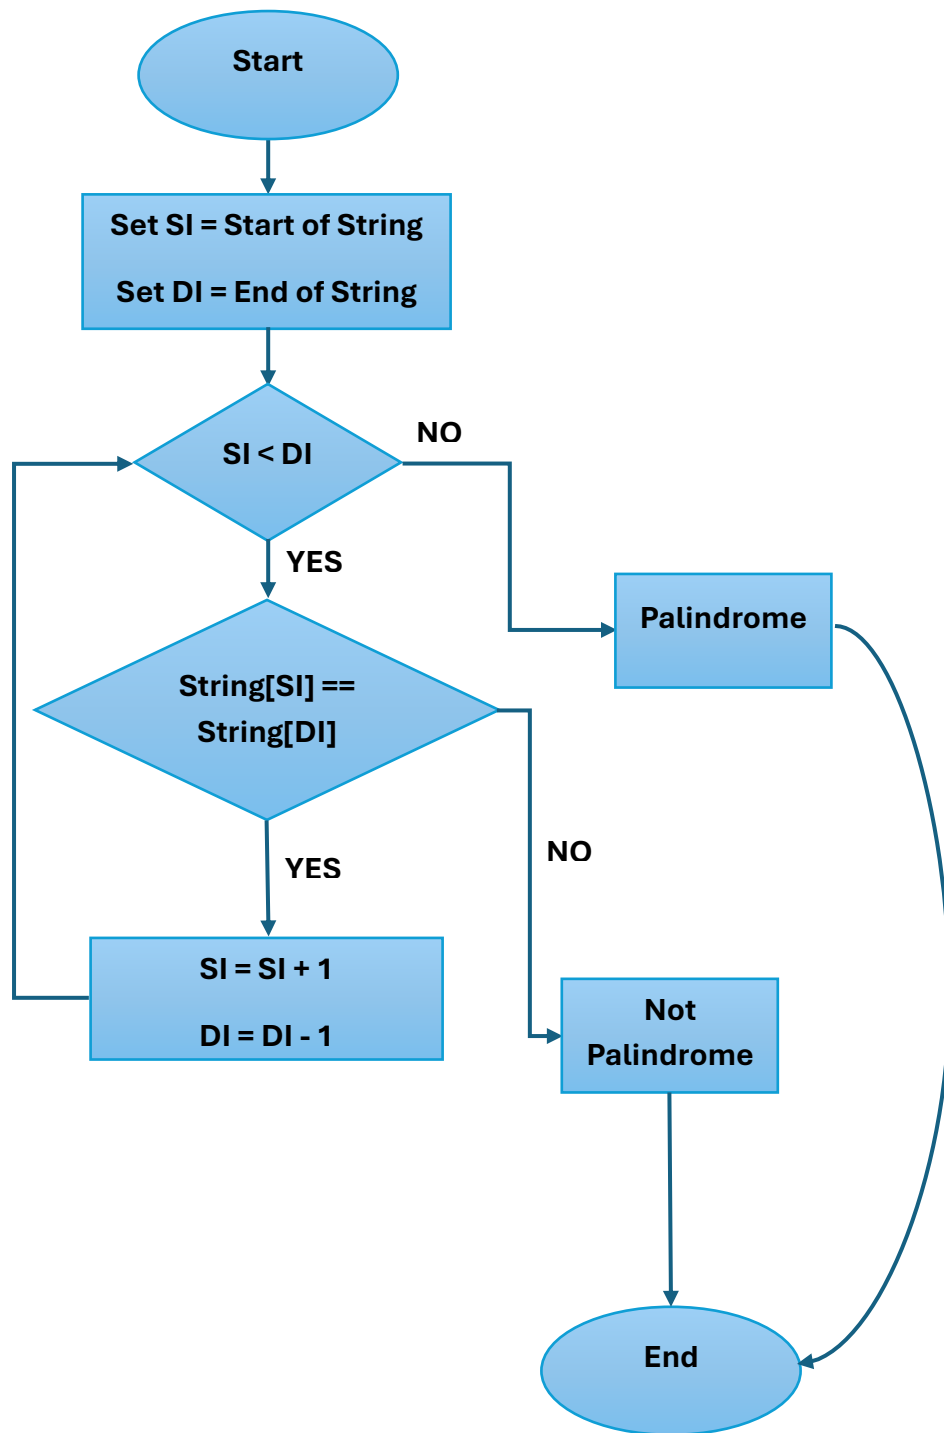 Start
Set SI = Start of String
Set DI = End of String
SI < DI
NO
YES
Palindrome
String[SI] ==
String[DI]
YES
NO
SI = SI + 1
DI = DI - 1
Not
Palindrome
End